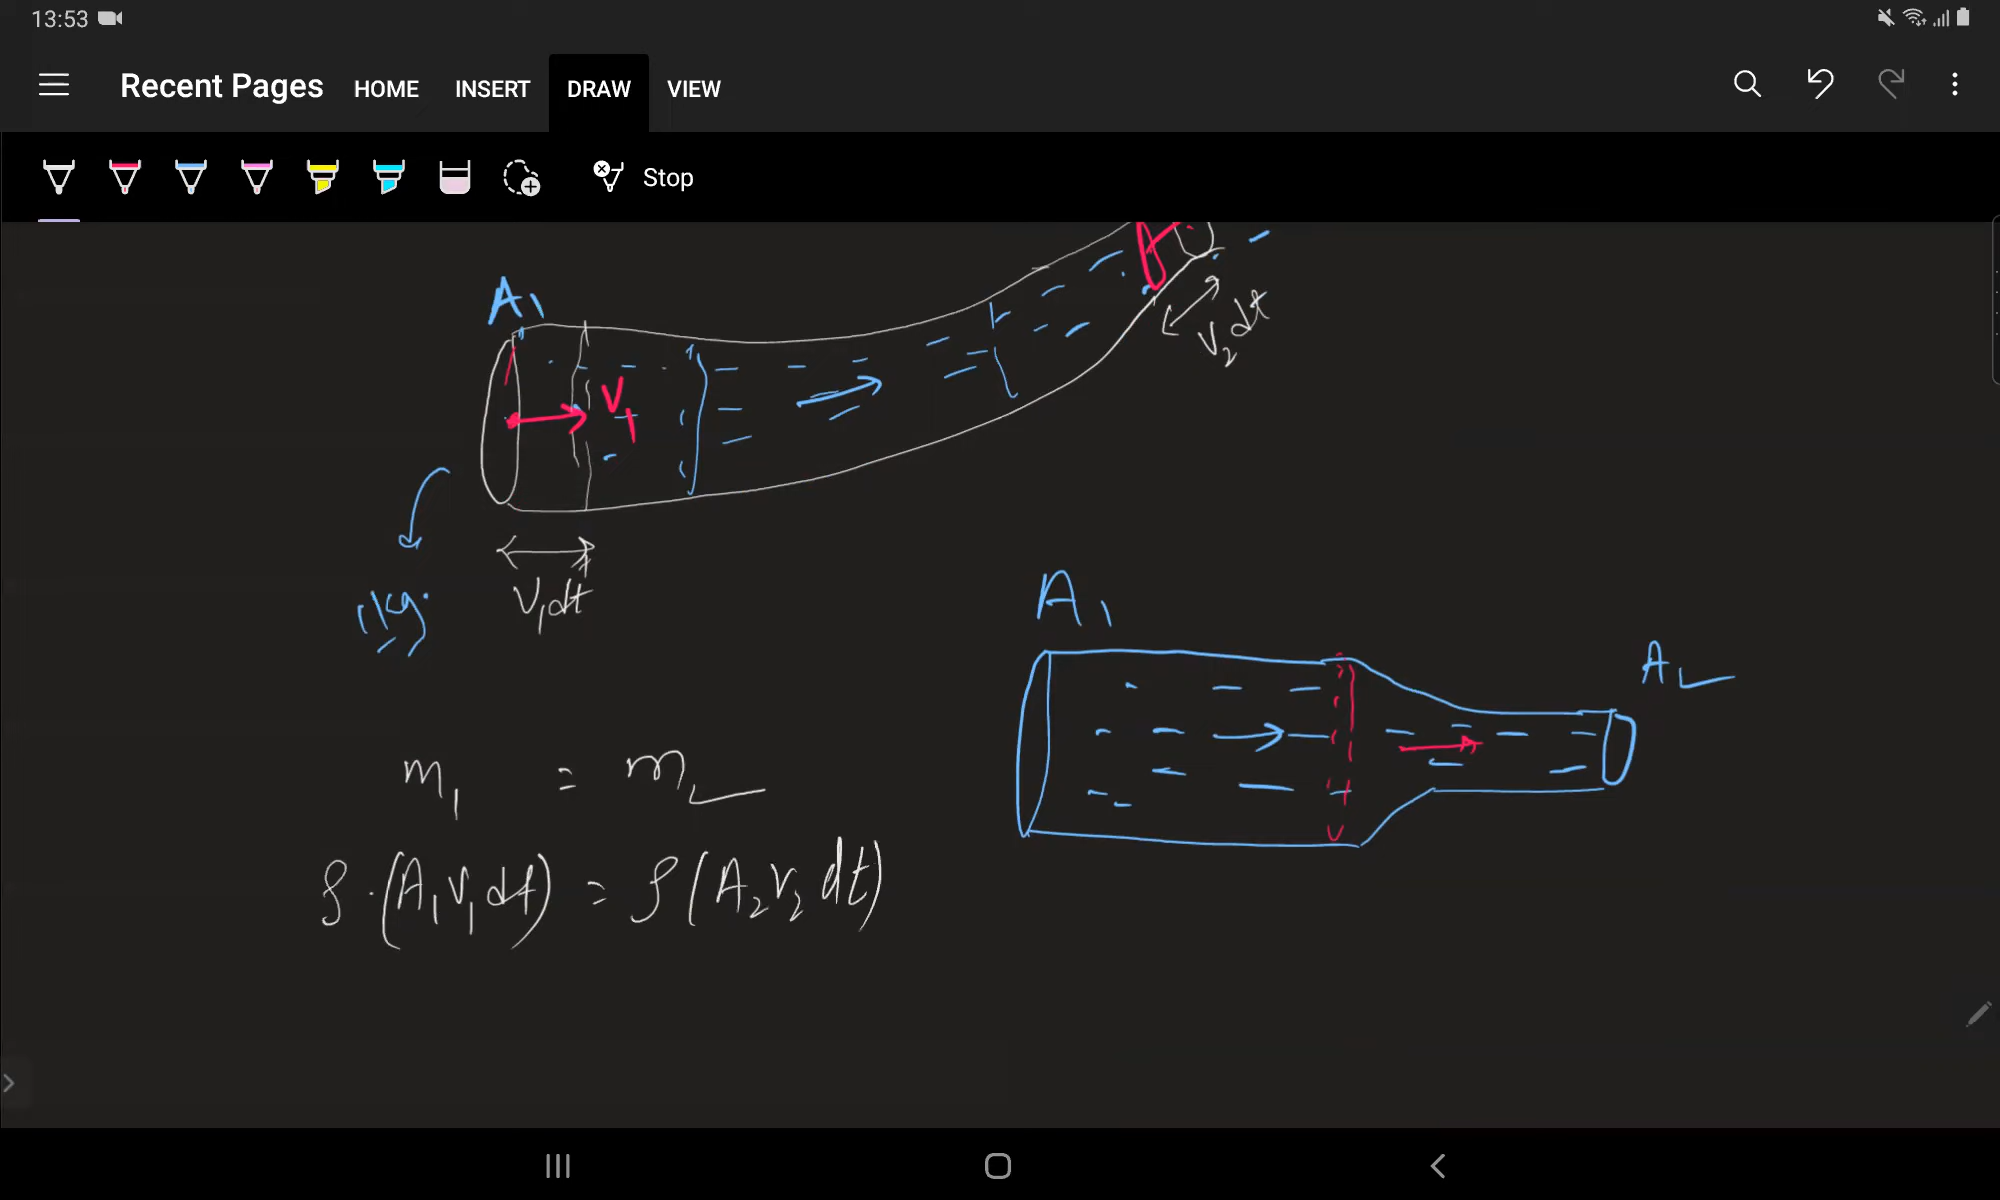 13:53
Recent Pages HOME INSERT DRAW VIEW
Stop
A₁
V₁
V₂dt
V₁dt
1kg.
A₁
A₂
m₁ = m₂
ρ·(A₁V₁dt) = ρ(A₂V₂dt)